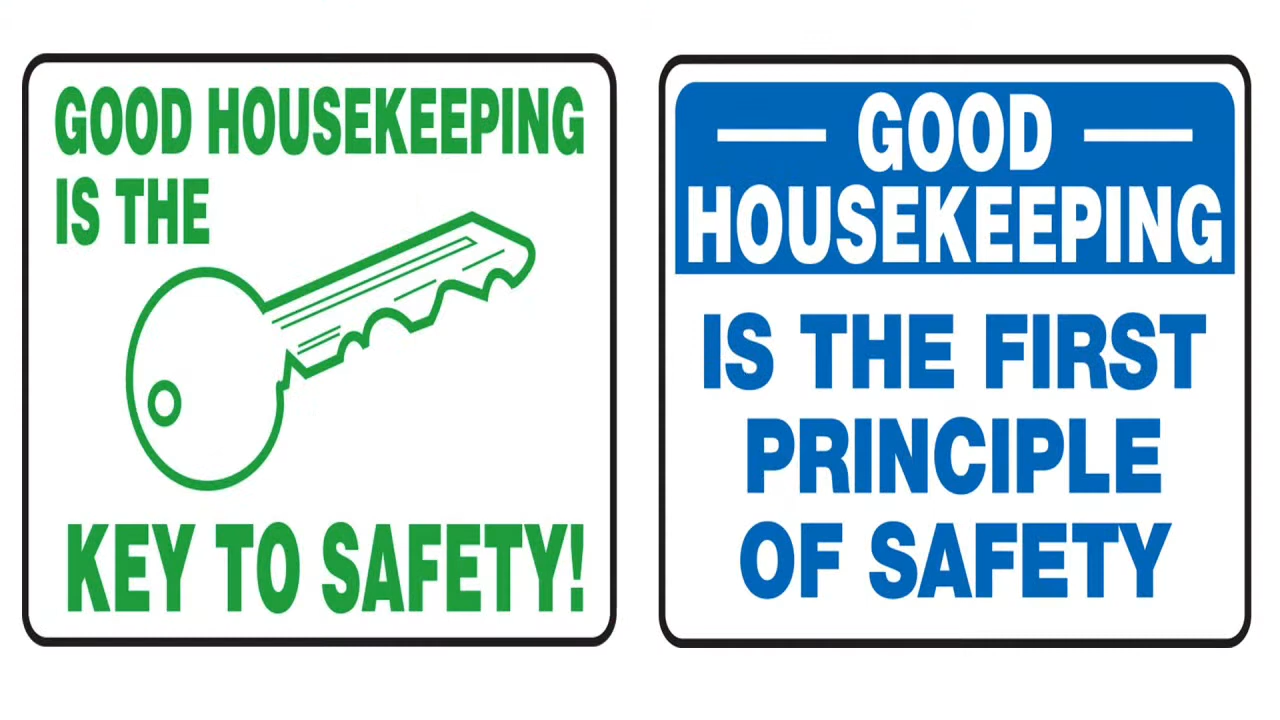 GOOD HOUSEKEEPING
IS THE
KEY TO SAFETY!
GOOD
HOUSEKEEPING
IS THE FIRST
PRINCIPLE
OF SAFETY